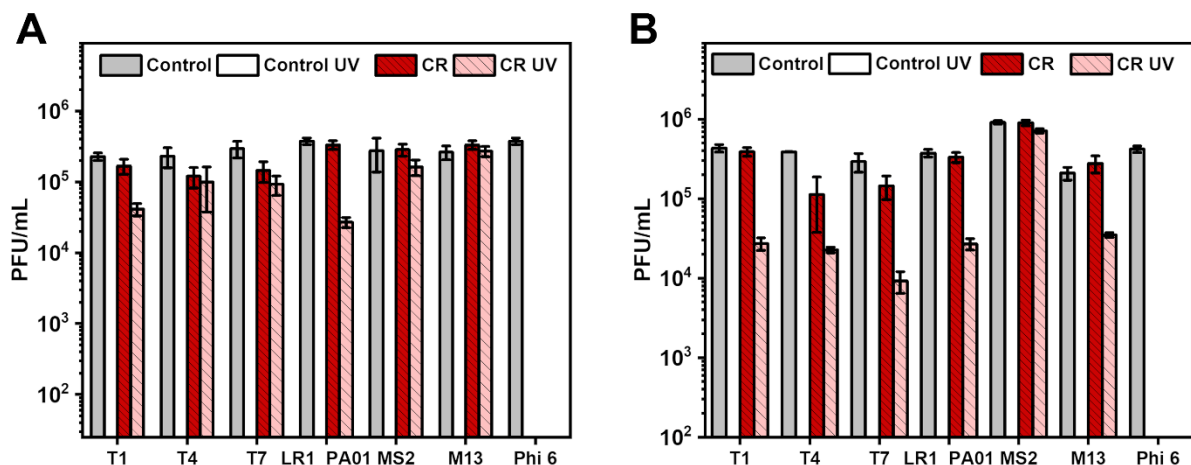 A
Control Control UV CR CR UV
PFU/mL
10^6
10^5
10^4
10^3
10^2
T1 T4 T7 LR1 PA01 MS2 M13 Phi 6
B
Control Control UV CR CR UV
PFU/mL
10^7
10^6
10^5
10^4
10^3
10^2
T1 T4 T7 LR1 PA01 MS2 M13 Phi 6